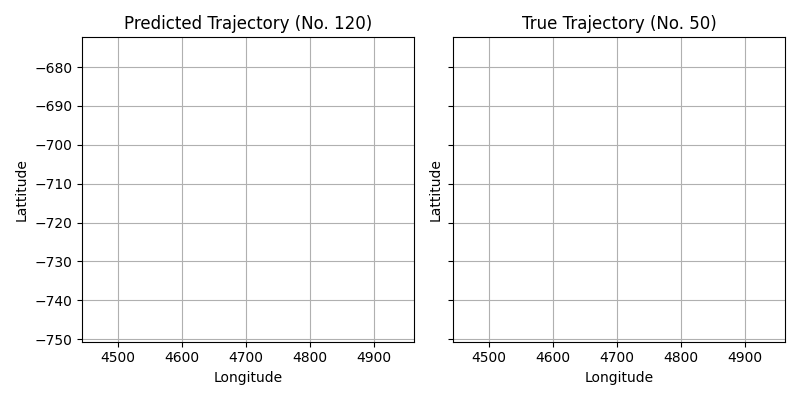 Predicted Trajectory (No. 120)
−680
−690
−700
−710
−720
−730
−740
−750
Lattitude
4500 4600 4700 4800 4900
Longitude
True Trajectory (No. 50)
Lattitude
4500 4600 4700 4800 4900
Longitude